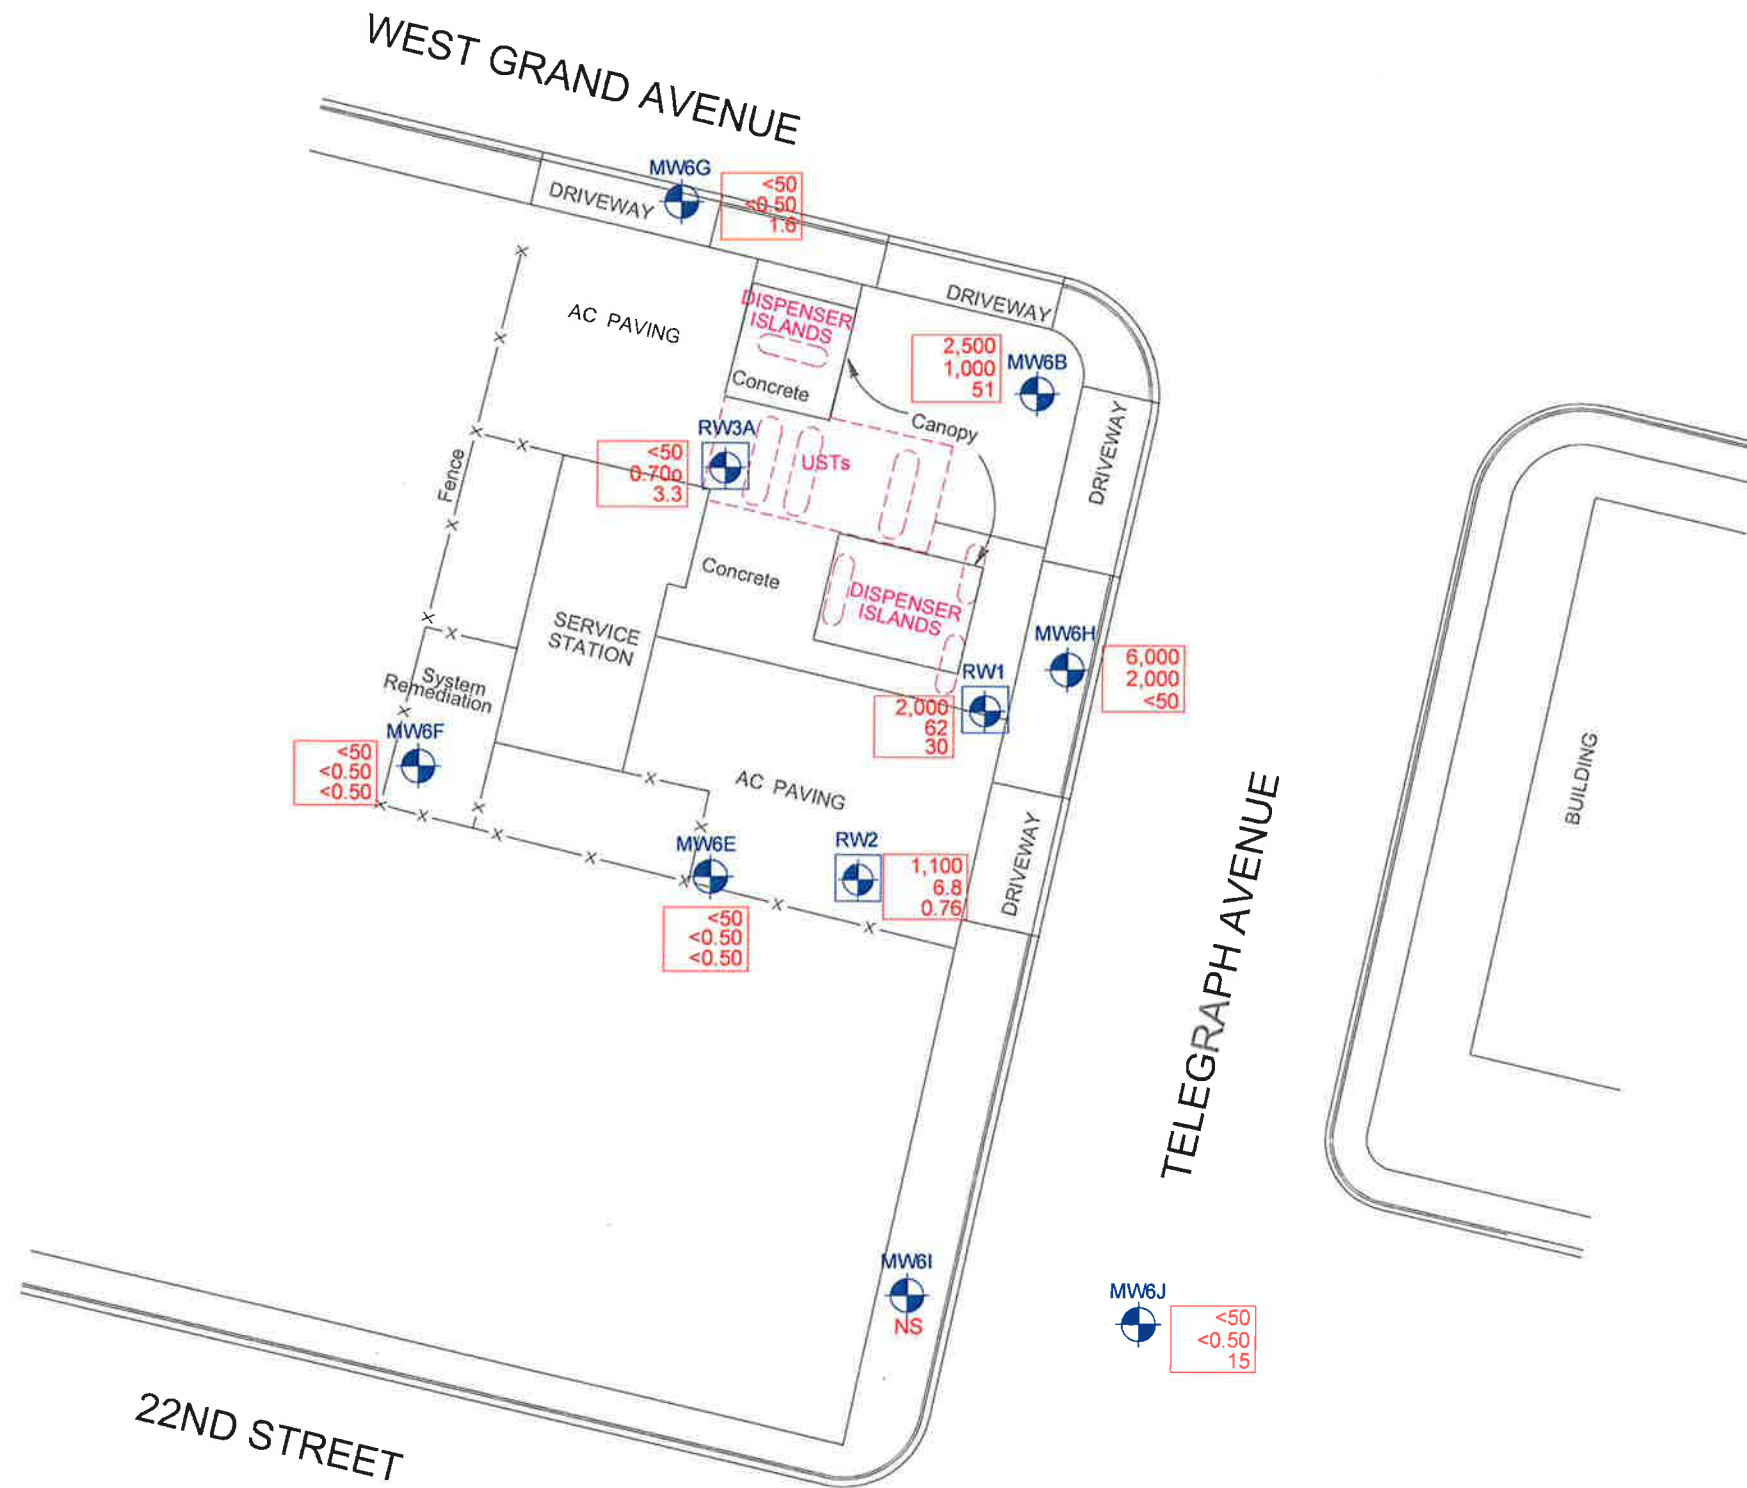 WEST GRAND AVENUE
MW6G
<50
<0.50
1.6
DRIVEWAY
DRIVEWAY
DISPENSER
ISLANDS
AC PAVING
2,500
1,000
51
MW6B
Concrete
DRIVEWAY
Canopy
RW3A
<50
0.70
3.3
USTs
Fence
Concrete
DISPENSER
ISLANDS
SERVICE
STATION
MW6H
6,000
2,000
<50
RW1
2,000
62
30
System
Remediation
MW6F
<50
<0.50
<0.50
AC PAVING
BUILDING
MW6E
<50
<0.50
<0.50
RW2
1,100
6.8
0.76
DRIVEWAY
TELEGRAPH AVENUE
MW6I
NS
MW6J
<50
<0.50
15
22ND STREET